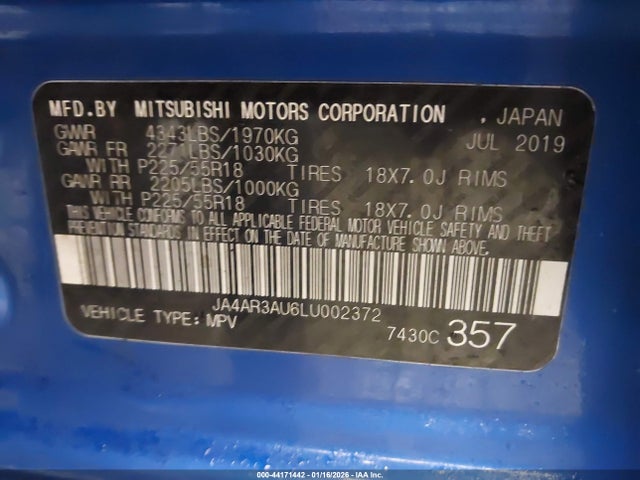 MFD.BY MITSUBISHI MOTORS CORPORATION , JAPAN
GVWR 4343LBS/1970KG JUL 2019
GAWR FR 2271LBS/1030KG
WITH P225/55R18 TIRES 18X7.0J RIMS
GAWR RR 2205LBS/1000KG
WITH P225/55R18 TIRES 18X7.0J RIMS
THIS VEHICLE CONFORMS TO ALL APPLICABLE FEDERAL MOTOR VEHICLE SAFETY AND THEFT
PREVENTION STANDARDS IN EFFECT ON THE DATE OF MANUFACTURE SHOWN ABOVE.
JA4AR3AU6LU002372
VEHICLE TYPE: MPV 7430C 357
000-44171442 | 01/16/2026 - IAA Inc.